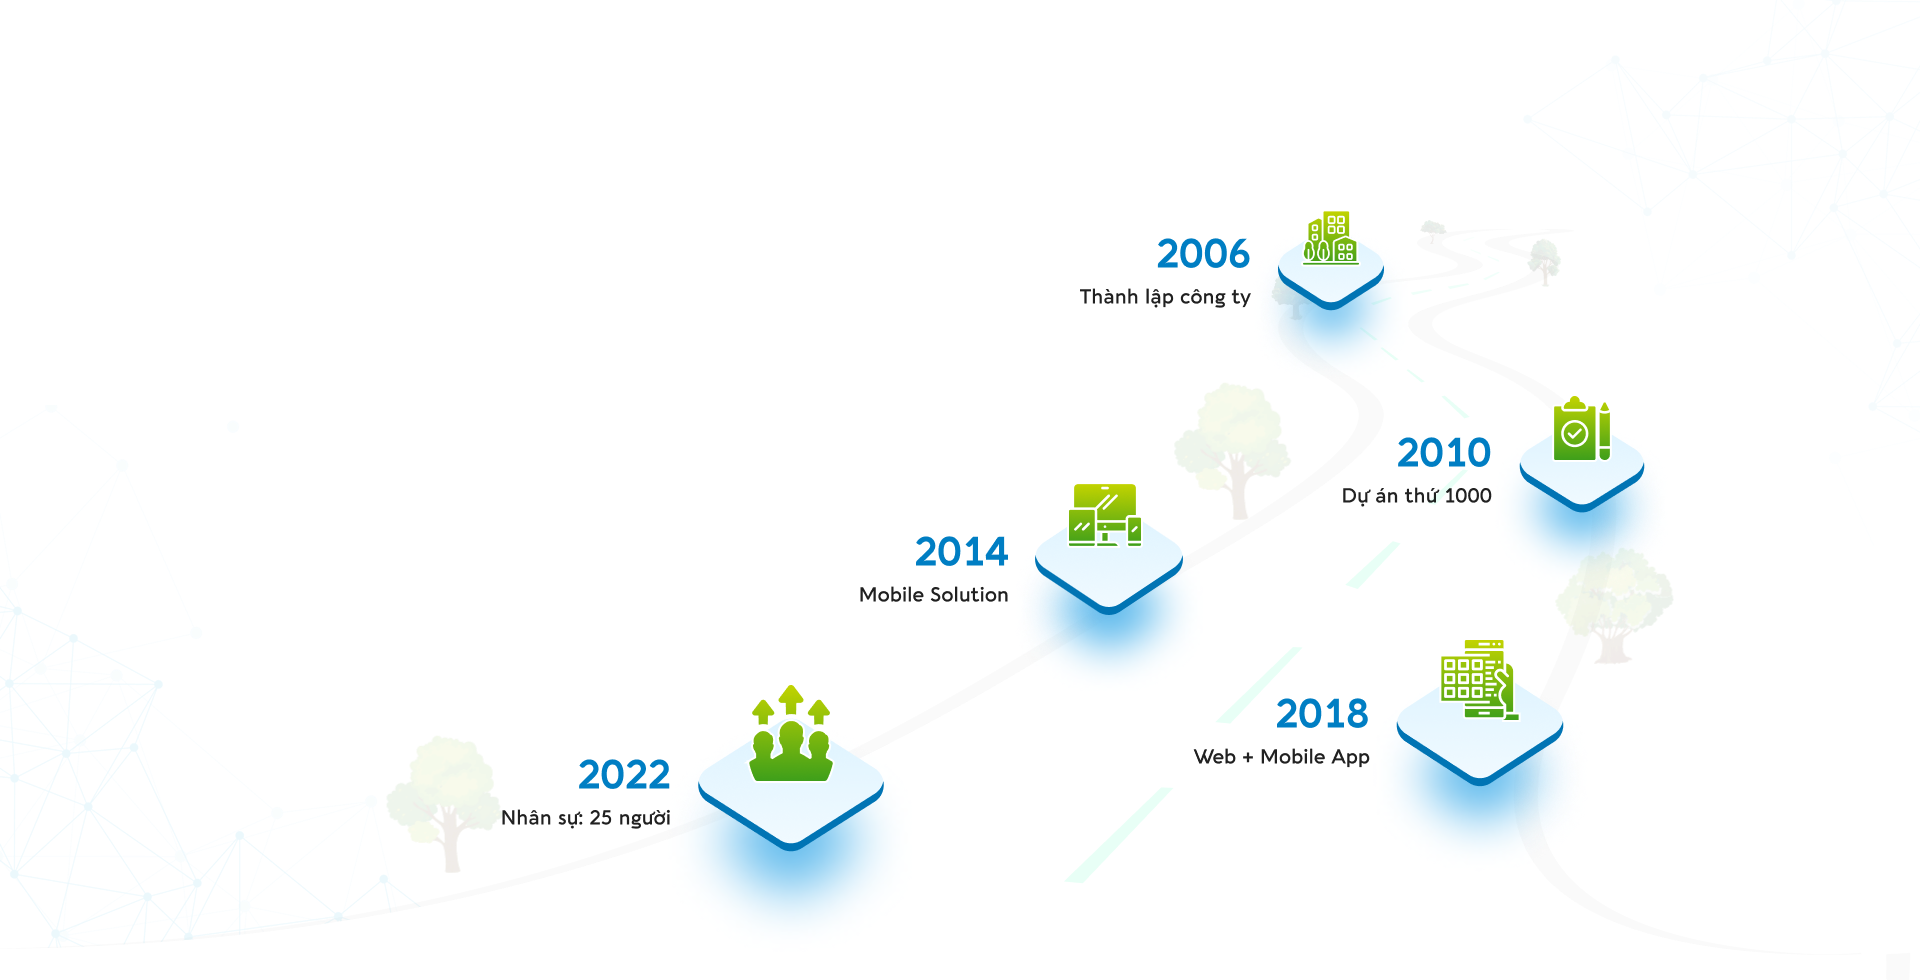 2006
Thành lập công ty
2010
Dự án thứ 1000
2014
Mobile Solution
2018
Web + Mobile App
2022
Nhân sự: 25 người